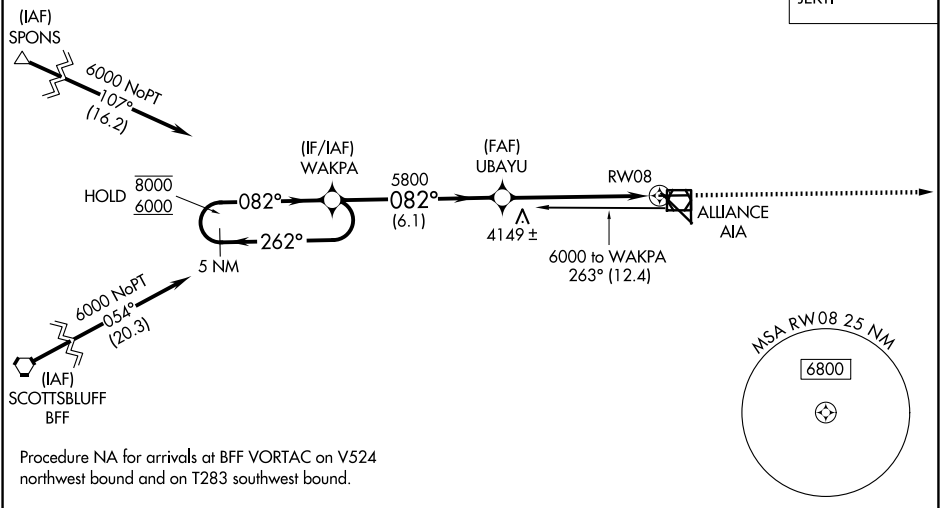 JERTI
(IAF)
SPONS
6000 NoPT
107°
(16.2)
(IF/IAF)
WAKPA
(FAF)
UBAYU
HOLD
8000
6000
082°
262°
5 NM
5800
082°
(6.1)
RW08
ALLIANCE
AIA
4149 ±
6000 to WAKPA
263° (12.4)
6000 NoPT
054°
(20.3)
(IAF)
SCOTTSBLUFF
BFF
MSA RW08 25 NM
6800
Procedure NA for arrivals at BFF VORTAC on V524
northwest bound and on T283 southwest bound.